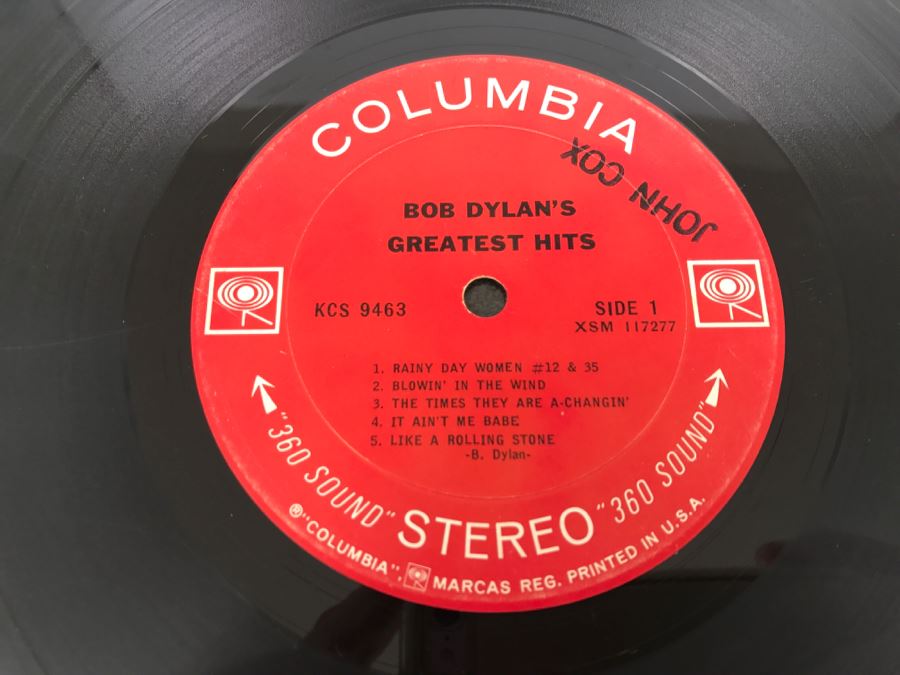 COLUMBIA
JOHN COX
BOB DYLAN'S
GREATEST HITS
KCS 9463
SIDE 1
XSM 117277
1. RAINY DAY WOMEN #12 & 35
2. BLOWIN' IN THE WIND
3. THE TIMES THEY ARE A-CHANGIN'
4. IT AIN'T ME BABE
5. LIKE A ROLLING STONE
-B. Dylan-
"360 SOUND" STEREO "360 SOUND"
® "COLUMBIA", MARCAS REG. PRINTED IN U.S.A.